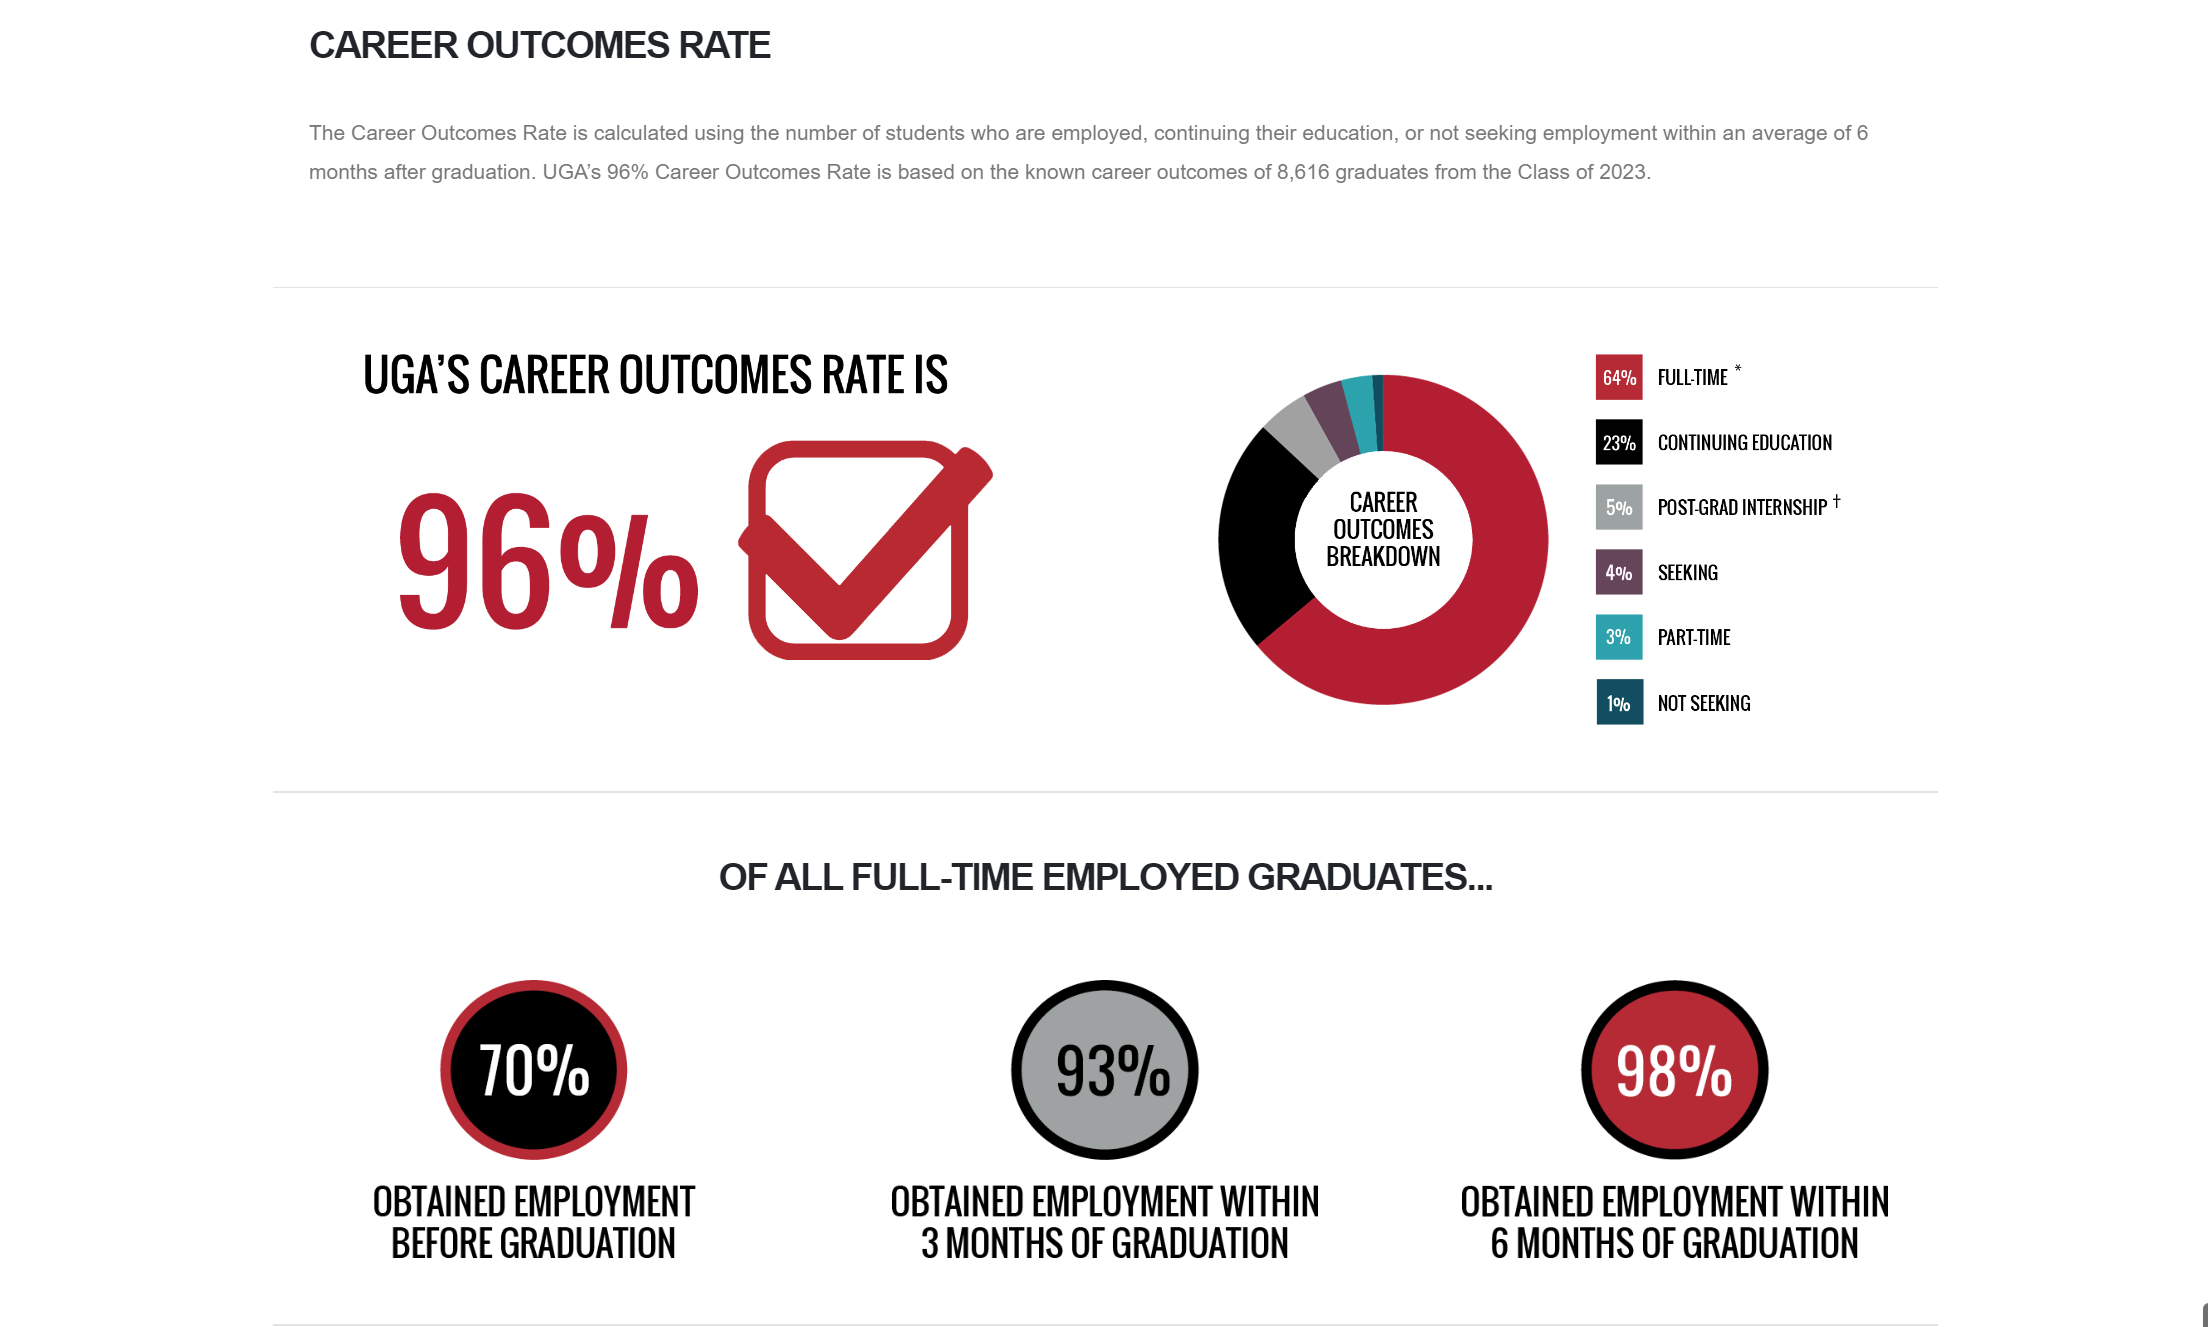 CAREER OUTCOMES RATE
The Career Outcomes Rate is calculated using the number of students who are employed, continuing their education, or not seeking employment within an average of 6
months after graduation. UGA’s 96% Career Outcomes Rate is based on the known career outcomes of 8,616 graduates from the Class of 2023.
UGA’S CAREER OUTCOMES RATE IS
96%
CAREER
OUTCOMES
BREAKDOWN
64% FULL-TIME *
23% CONTINUING EDUCATION
5% POST-GRAD INTERNSHIP †
4% SEEKING
3% PART-TIME
1% NOT SEEKING
OF ALL FULL-TIME EMPLOYED GRADUATES...
70%
OBTAINED EMPLOYMENT
BEFORE GRADUATION
93%
OBTAINED EMPLOYMENT WITHIN
3 MONTHS OF GRADUATION
98%
OBTAINED EMPLOYMENT WITHIN
6 MONTHS OF GRADUATION